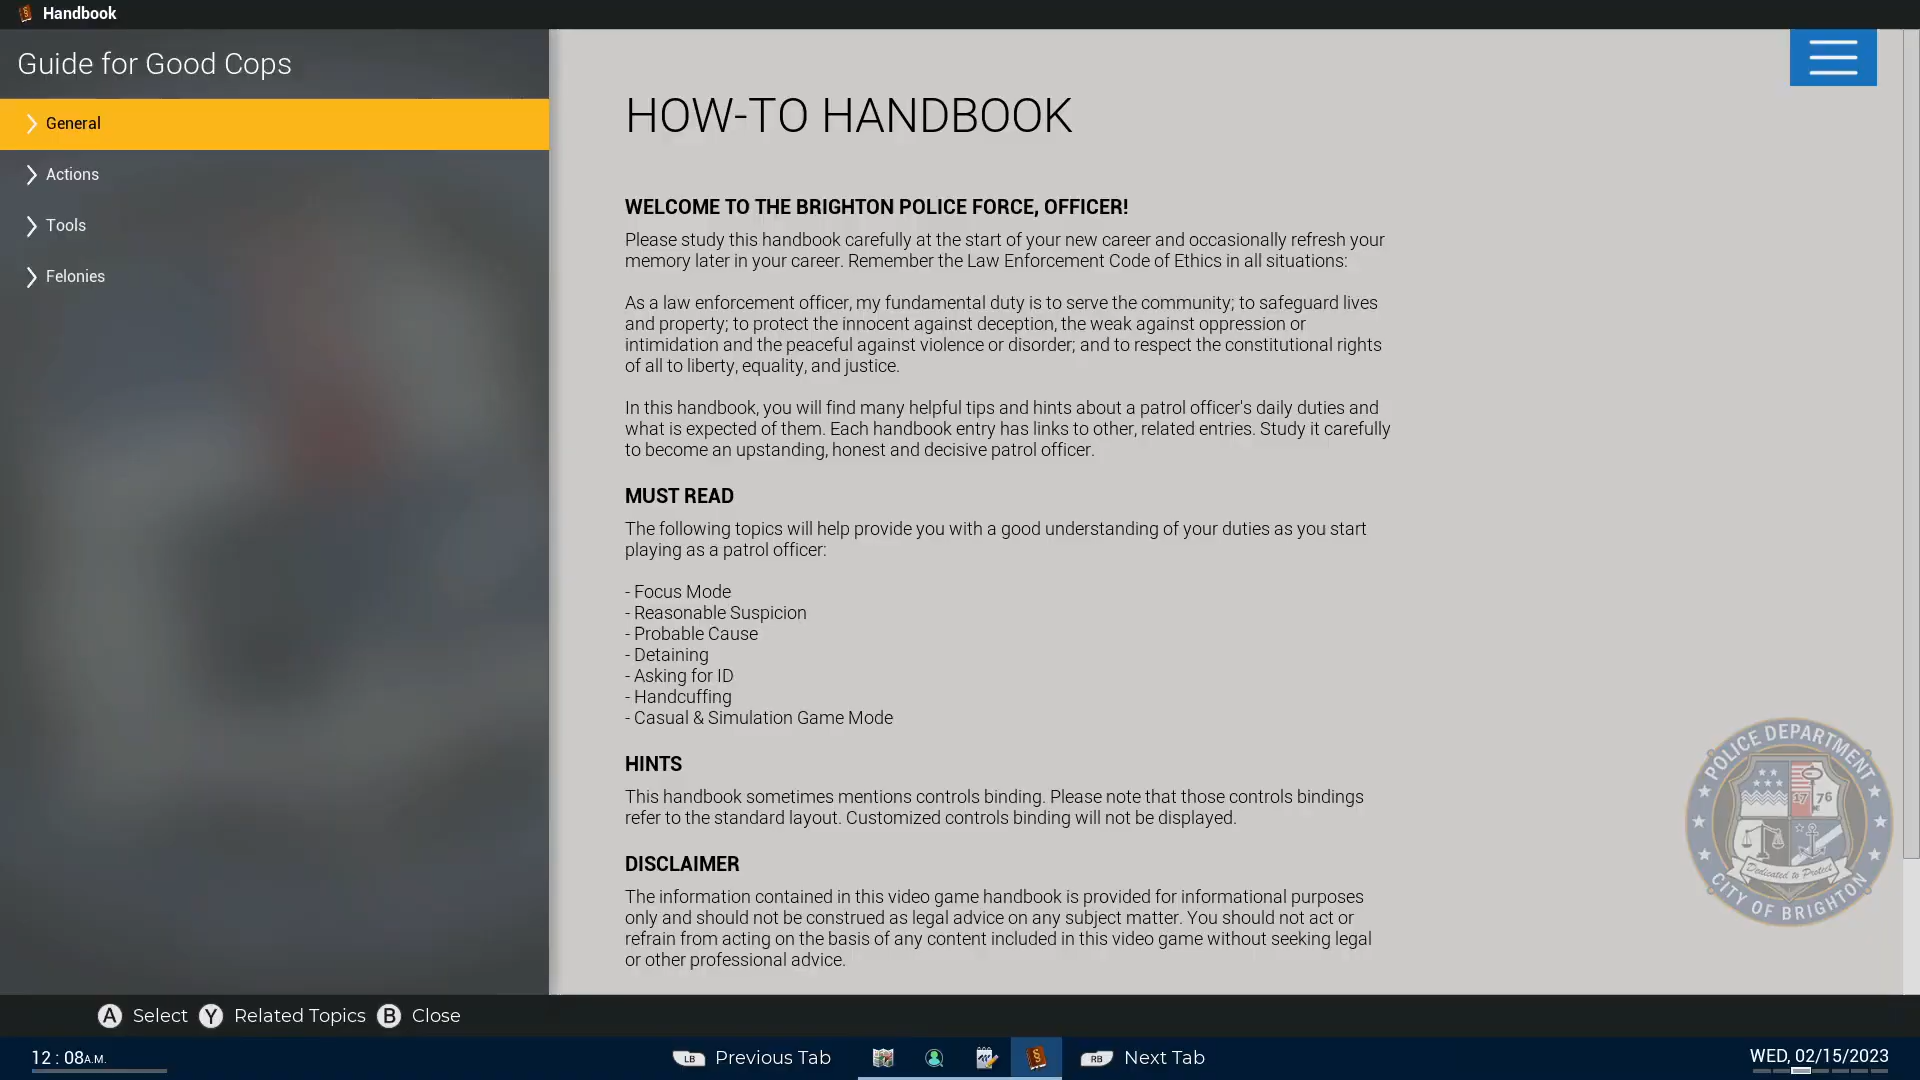 Handbook
Guide for Good Cops
General
Actions
Tools
Felonies
HOW-TO HANDBOOK
WELCOME TO THE BRIGHTON POLICE FORCE, OFFICER!
Please study this handbook carefully at the start of your new career and occasionally refresh your
memory later in your career. Remember the Law Enforcement Code of Ethics in all situations:
As a law enforcement officer, my fundamental duty is to serve the community; to safeguard lives
and property; to protect the innocent against deception, the weak against oppression or
intimidation and the peaceful against violence or disorder; and to respect the constitutional rights
of all to liberty, equality, and justice.
In this handbook, you will find many helpful tips and hints about a patrol officer's daily duties and
what is expected of them. Each handbook entry has links to other, related entries. Study it carefully
to become an upstanding, honest and decisive patrol officer.
MUST READ
The following topics will help provide you with a good understanding of your duties as you start
playing as a patrol officer:
- Focus Mode
- Reasonable Suspicion
- Probable Cause
- Detaining
- Asking for ID
- Handcuffing
- Casual & Simulation Game Mode
HINTS
This handbook sometimes mentions controls binding. Please note that those controls bindings
refer to the standard layout. Customized controls binding will not be displayed.
DISCLAIMER
The information contained in this video game handbook is provided for informational purposes
only and should not be construed as legal advice on any subject matter. You should not act or
refrain from acting on the basis of any content included in this video game without seeking legal
or other professional advice.
POLICE DEPARTMENT
17 76
Dedicated to Protect
CITY OF BRIGHTON
A Select Y Related Topics B Close
12 : 08 A.M.
LB Previous Tab RB Next Tab
WED, 02/15/2023